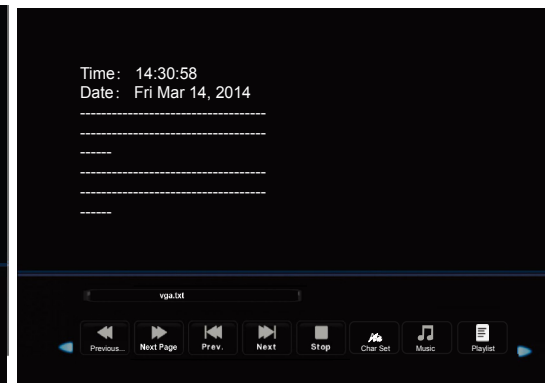 Time: 14:30:58
Date: Fri Mar 14, 2014
-----------------------------------
-----------------------------------
------
-----------------------------------
-----------------------------------
------
vga.txt
Previous... Next Page Prev. Next Stop Char Set Music Playlist